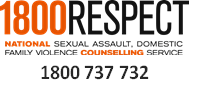 1800RESPECT
NATIONAL SEXUAL ASSAULT, DOMESTIC
FAMILY VIOLENCE COUNSELLING SERVICE
1800 737 732